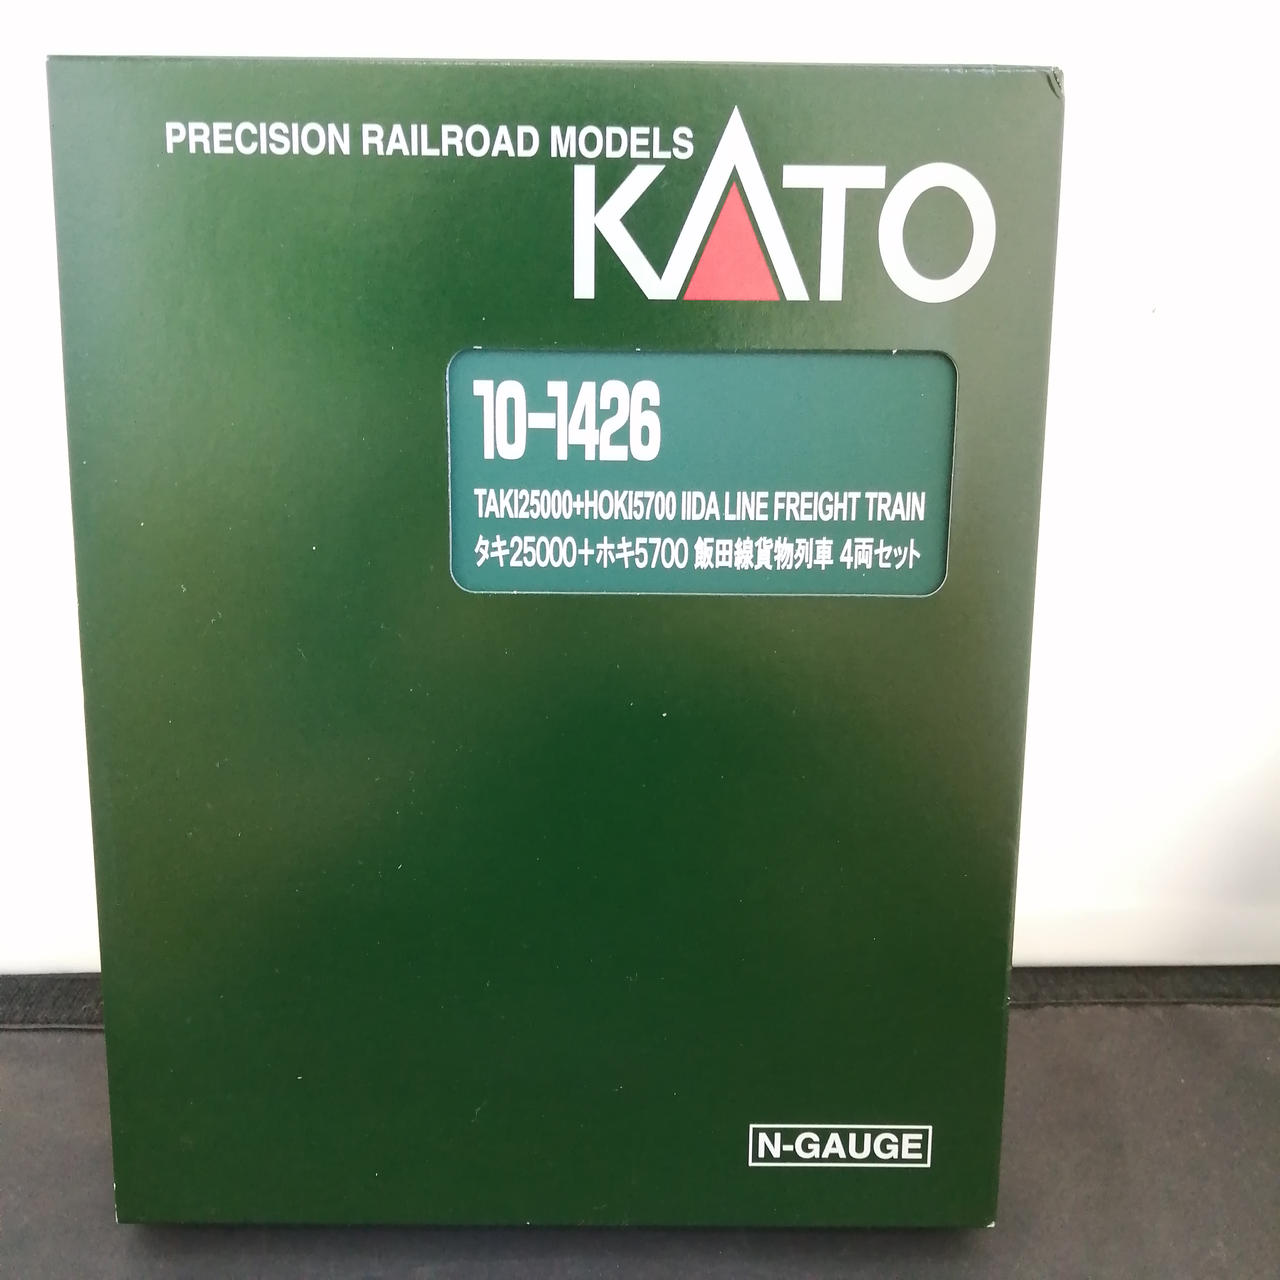 PRECISION RAILROAD MODELS
KATO
10-1426
TAKI25000+HOKI5700 IIDA LINE FREIGHT TRAIN
タキ25000+ホキ5700 飯田線貨物列車 4両セット
N-GAUGE